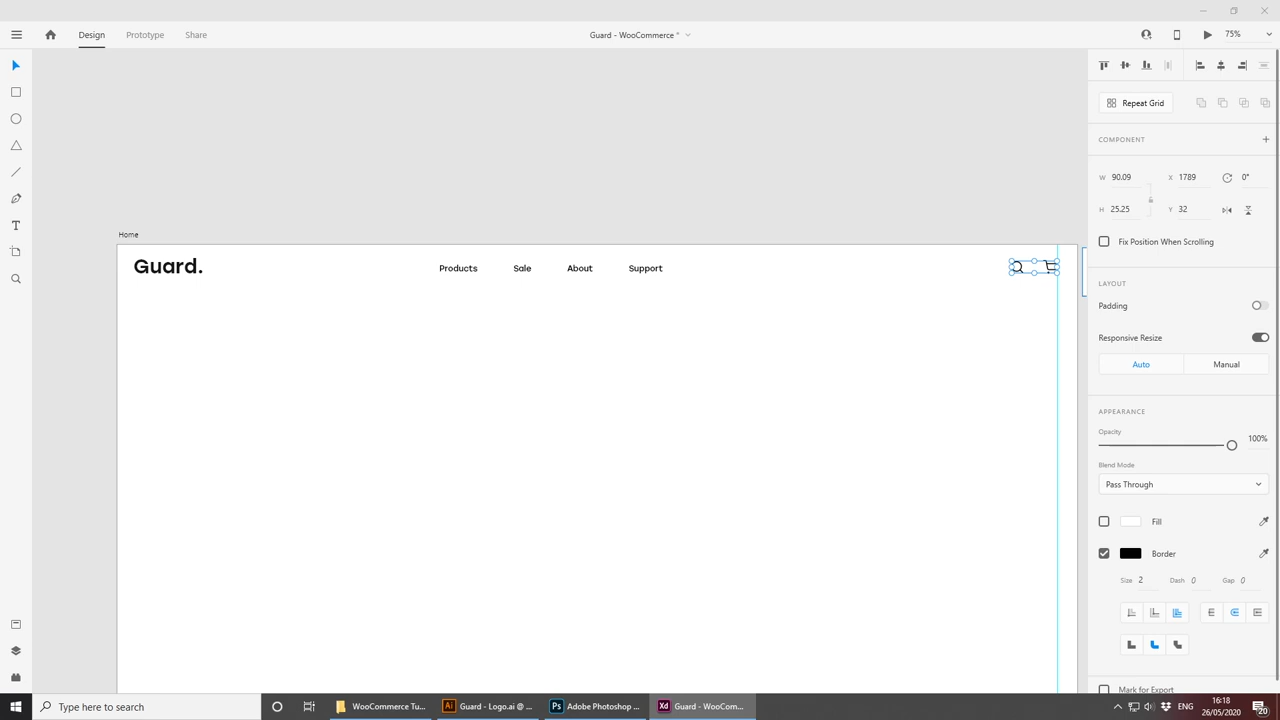 Design
Prototype
Share
Guard - WooCommerce *
75%
Repeat Grid
COMPONENT
W 90.09 X 1789 0°
H 25.25 Y 32
Fix Position When Scrolling
LAYOUT
Padding
Responsive Resize
Auto
Manual
APPEARANCE
Opacity
100%
Blend Mode
Pass Through
Fill
Border
Size 2 Dash 0 Gap 0
Mark for Export
Home
Guard.
Products
Sale
About
Support
Type here to search
WooCommerce Tu...
Ai
Guard - Logo.ai @ ...
Ps
Adobe Photoshop ...
Xd
Guard - WooCom...
ENG
16:18
26/05/2020
20